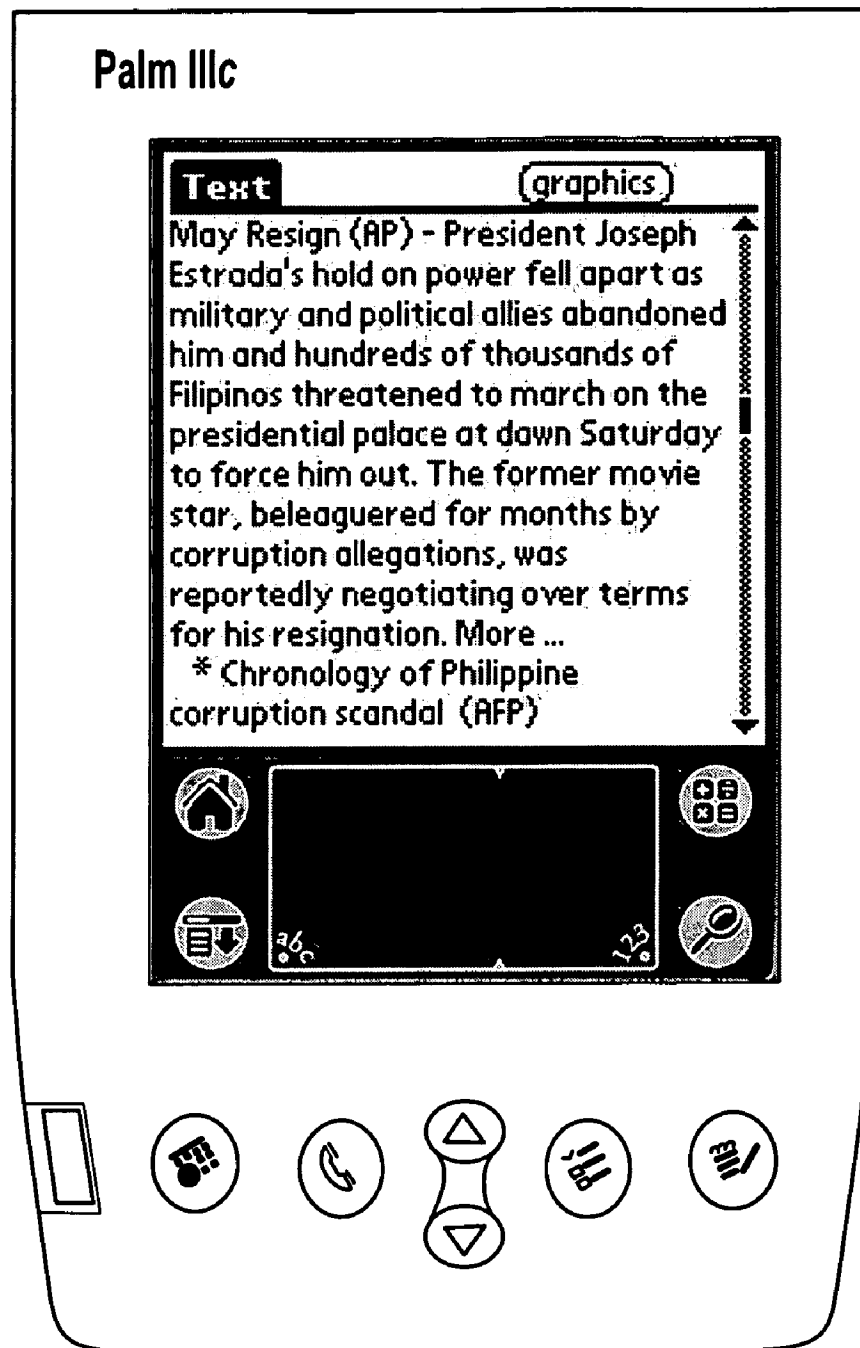 Palm IIIc
Text
graphics
May Resign (AP) - President Joseph
Estrada's hold on power fell apart as
military and political allies abandoned
him and hundreds of thousands of
Filipinos threatened to march on the
presidential palace at dawn Saturday
to force him out. The former movie
star, beleaguered for months by
corruption allegations, was
reportedly negotiating over terms
for his resignation. More ...
* Chronology of Philippine
corruption scandal (AFP)
abc
123